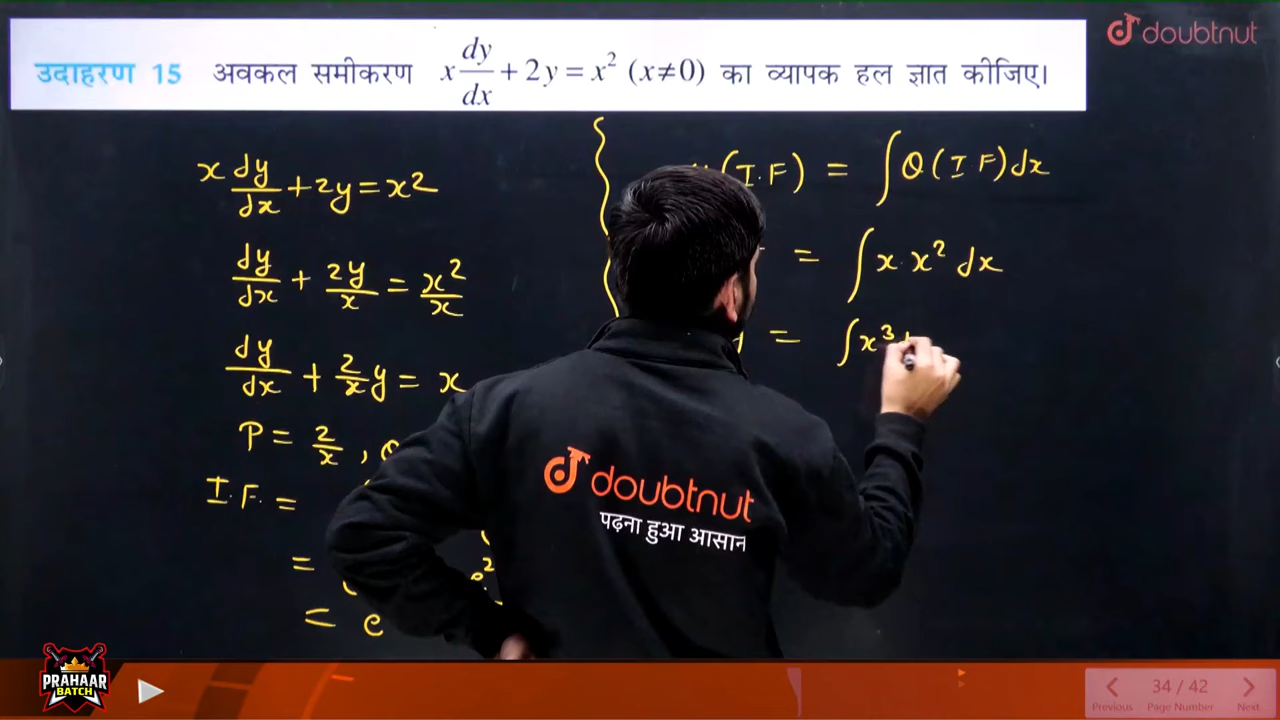 doubtnut
उदाहरण 15 अवकल समीकरण x dy/dx + 2y = x² (x≠0) का व्यापक हल ज्ञात कीजिए।
x dy/dx + 2y = x²
dy/dx + 2y/x = x²/x
dy/dx + 2/x y = x
P = 2/x ,
I.F. =
=
= e
(I.F) = ∫Q(I.F)dx
= ∫x.x² dx
= ∫x³
doubtnut
पढ़ना हुआ आसान
PRAHAAR
BATCH
34 / 42
Previous Page Number Next